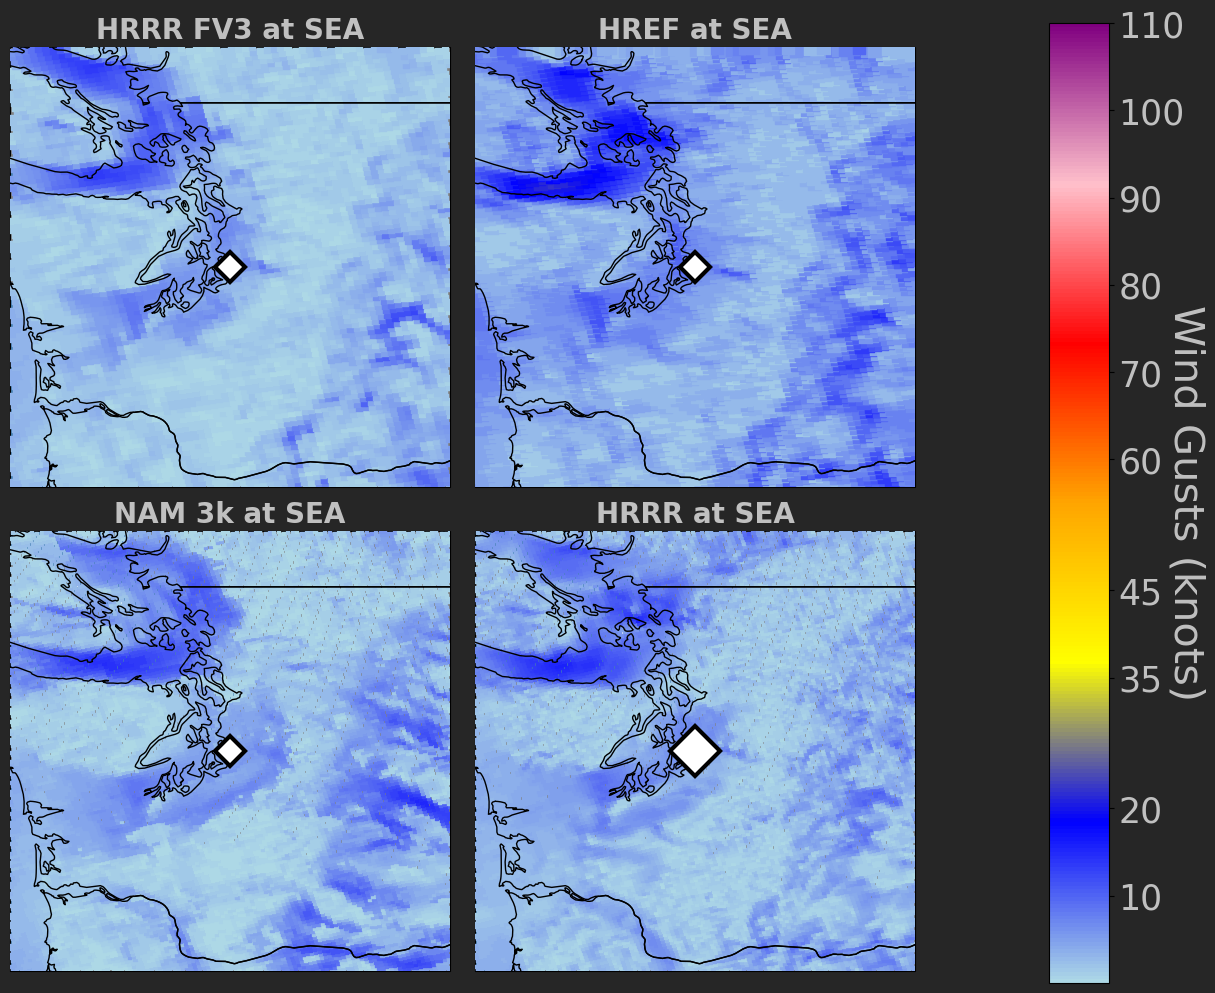 HRRR FV3 at SEA
HREF at SEA
NAM 3k at SEA
HRRR at SEA
110
100
90
80
70
60
45
35
20
10
Wind Gusts (knots)